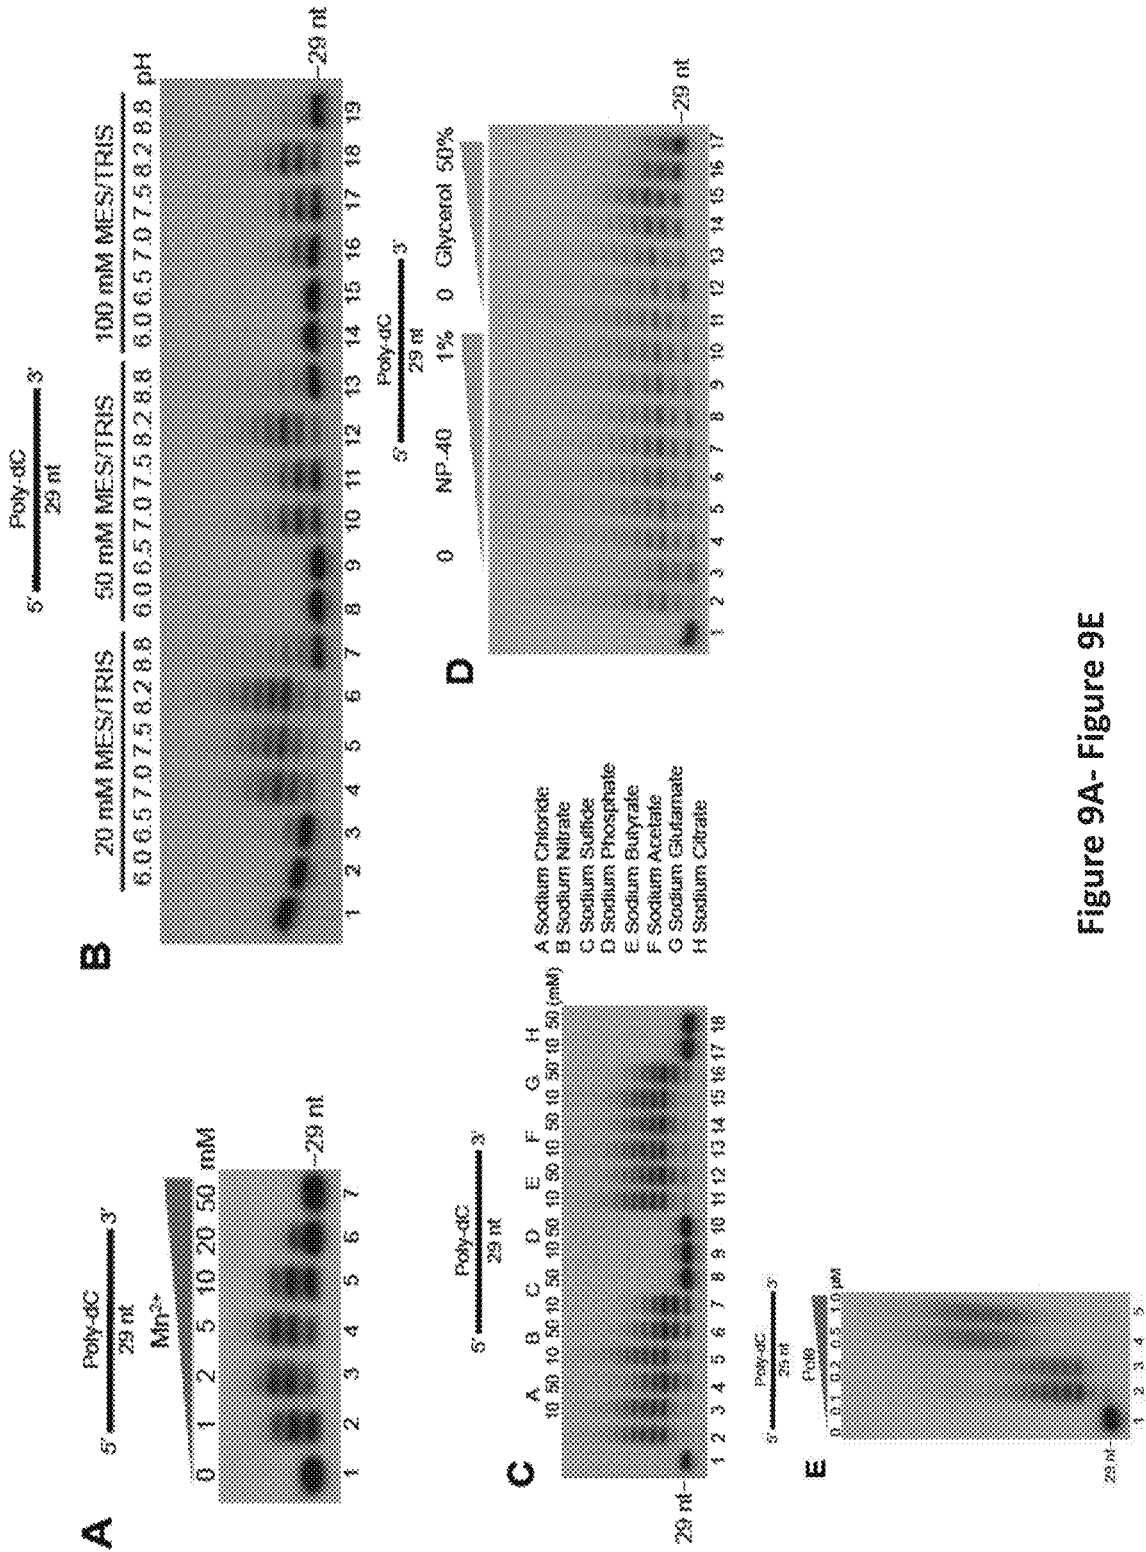 A
Poly-dC
5' 3'
29 nt
Mn²⁺
0 1 2 5 10 20 50 mM
29 nt
1 2 3 4 5 6 7
B
Poly-dC
5' 3'
29 nt
20 mM MES/TRIS 50 mM MES/TRIS 100 mM MES/TRIS
6.0 6.5 7.0 7.5 8.2 8.8 6.0 6.5 7.0 7.5 8.2 8.8 6.0 6.5 7.0 7.5 8.2 8.8 pH
29 nt
1 2 3 4 5 6 7 8 9 10 11 12 13 14 15 16 17 18 19
C
Poly-dC
5' 3'
29 nt
A B C D E F G H
10 50 10 50 10 50 10 50 10 50 10 50 10 50 10 50 (mM)
29 nt
1 2 3 4 5 6 7 8 9 10 11 12 13 14 15 16 17 18
A Sodium Chloride
B Sodium Nitrate
C Sodium Sulfide
D Sodium Phosphate
E Sodium Butyrate
F Sodium Acetate
G Sodium Glutamate
H Sodium Citrate
D
Poly-dC
5' 3'
29 nt
0 NP-40 1% 0 Glycerol 50%
29 nt
1 2 3 4 5 6 7 8 9 10 11 12 13 14 15 16 17
E
Poly-dC
5' 3'
29 nt
Polθ
0 0.1 0.2 0.5 1.0 µM
29 nt
1 2 3 4 5
Figure 9A- Figure 9E